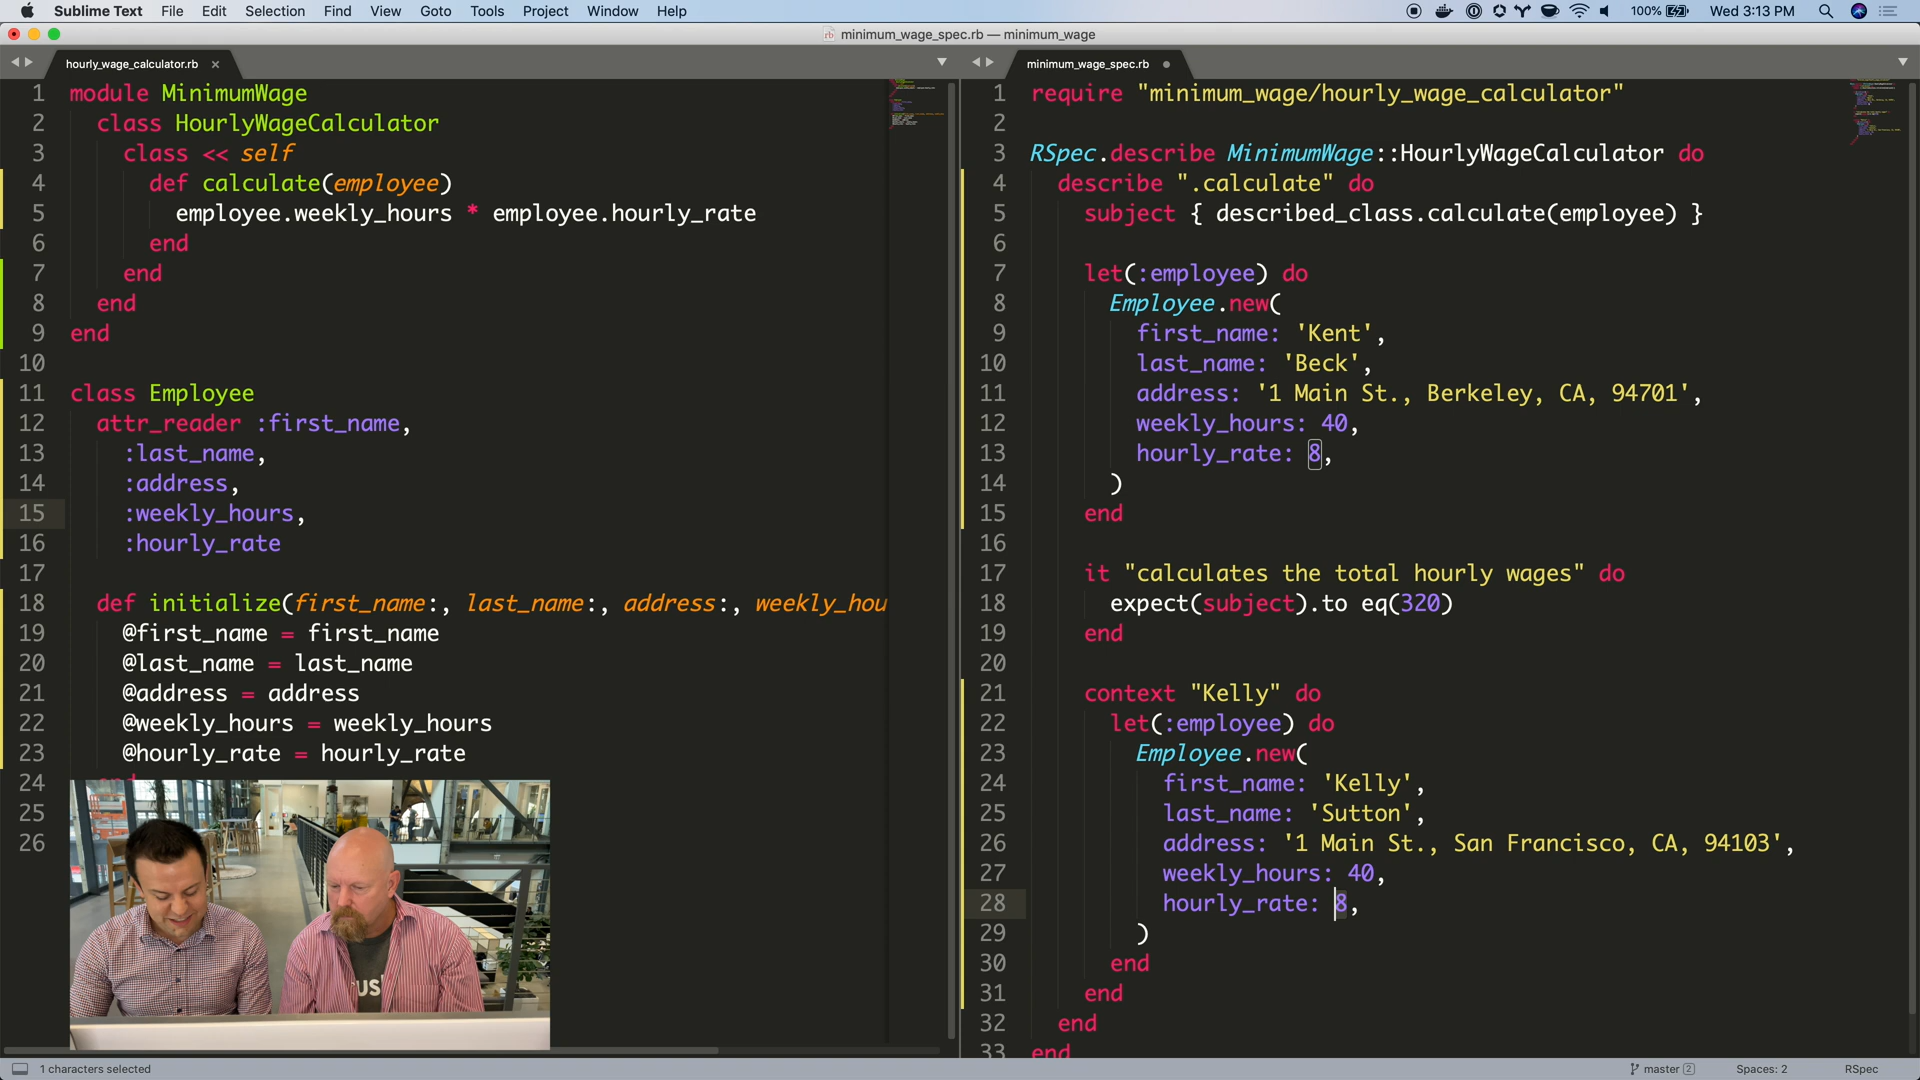 Sublime Text File Edit Selection Find View Goto Tools Project Window Help 100% Wed 3:13 PM
minimum_wage_spec.rb — minimum_wage
hourly_wage_calculator.rb ×
1 module MinimumWage
2 class HourlyWageCalculator
3 class << self
4 def calculate(employee)
5 employee.weekly_hours * employee.hourly_rate
6 end
7 end
8 end
9 end
10
11 class Employee
12 attr_reader :first_name,
13 :last_name,
14 :address,
15 :weekly_hours,
16 :hourly_rate
17
18 def initialize(first_name:, last_name:, address:, weekly_hou
19 @first_name = first_name
20 @last_name = last_name
21 @address = address
22 @weekly_hours = weekly_hours
23 @hourly_rate = hourly_rate
24 end
25
26
minimum_wage_spec.rb
1 require "minimum_wage/hourly_wage_calculator"
2
3 RSpec.describe MinimumWage::HourlyWageCalculator do
4 describe ".calculate" do
5 subject { described_class.calculate(employee) }
6
7 let(:employee) do
8 Employee.new(
9 first_name: 'Kent',
10 last_name: 'Beck',
11 address: '1 Main St., Berkeley, CA, 94701',
12 weekly_hours: 40,
13 hourly_rate: 8,
14 )
15 end
16
17 it "calculates the total hourly wages" do
18 expect(subject).to eq(320)
19 end
20
21 context "Kelly" do
22 let(:employee) do
23 Employee.new(
24 first_name: 'Kelly',
25 last_name: 'Sutton',
26 address: '1 Main St., San Francisco, CA, 94103',
27 weekly_hours: 40,
28 hourly_rate: 8,
29 )
30 end
31 end
32 end
33 end
1 characters selected
master 2 Spaces: 2 RSpec